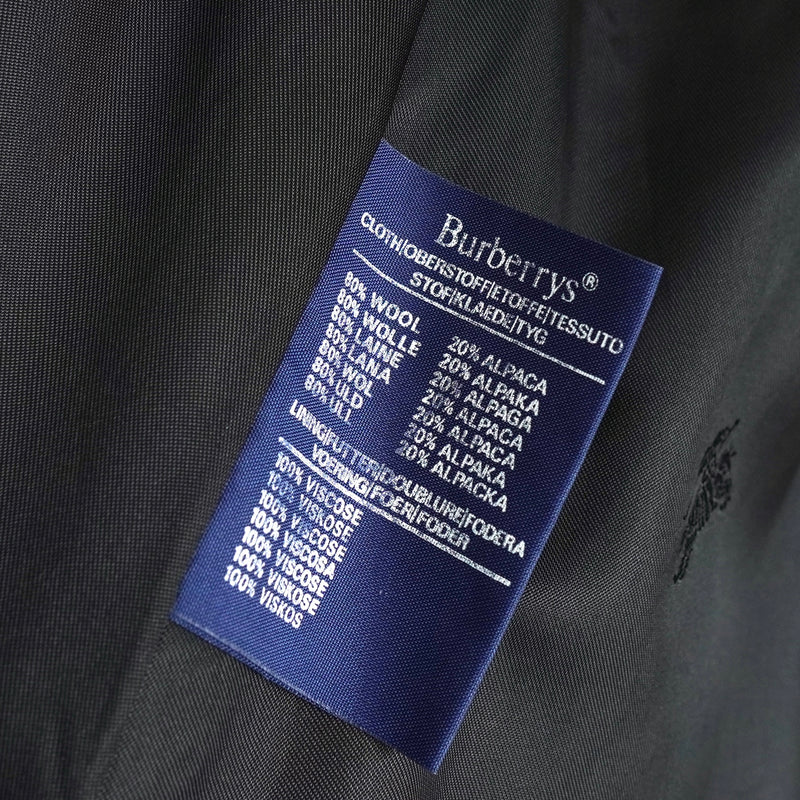 Burberrys®
CLOTH|OBERSTOFF|ETOFFE|TESSUTO
STOF|KLAEDE|TYG
80% WOOL 20% ALPACA
80% WOLLE 20% ALPAKA
80% LAINE 20% ALPAGA
80% LANA 20% ALPACA
80% WOL 20% ALPACA
80% ULD 20% ALPAKA
80% ULL 20% ALPACKA
LINING|FUTTER|DOUBLURE|FODERA
VOERING|FOER|FODER
100% VISCOSE
100% VISKOSE
100% VISCOSE
100% VISCOSA
100% VISCOSE
100% VISKOSE
100% VISKOS